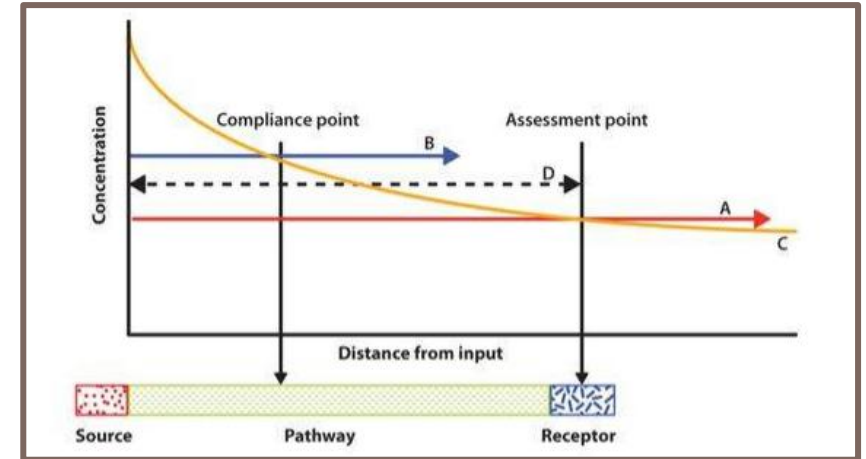 Concentration
Compliance point
Assessment point
B
D
A
C
Distance from input
Source
Pathway
Receptor